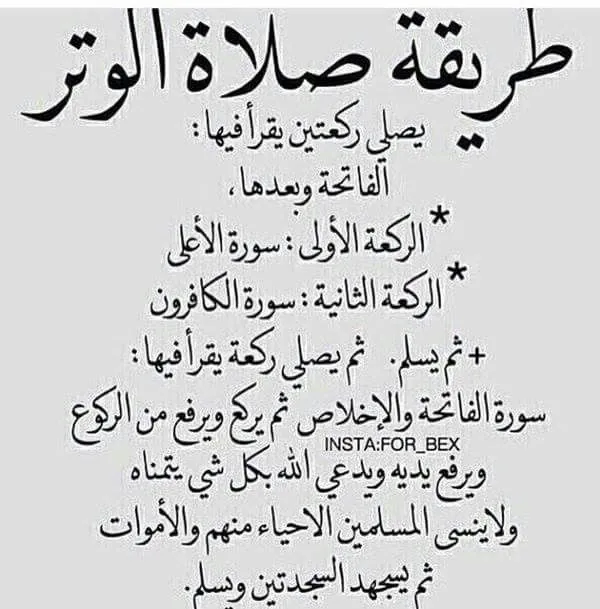 طريقة صلاة الوتر
يصلي ركعتين يقرأ فيها :
الفاتحة وبعدها ،
* الركعة الأولى : سورة الأعلى
* الركعة الثانية : سورة الكافرون
+ ثم يسلم. ثم يصلي ركعة يقرأ فيها :
سورة الفاتحة والإخلاص ثم يركع ويرفع من الركوع
INSTA:FOR_BEX
ويرفع يديه ويدعي الله بكل شي يتمناه
ولاينسى المسلمين الاحياء منهم والأموات
ثم يسجهد السجدتين ويسلم.